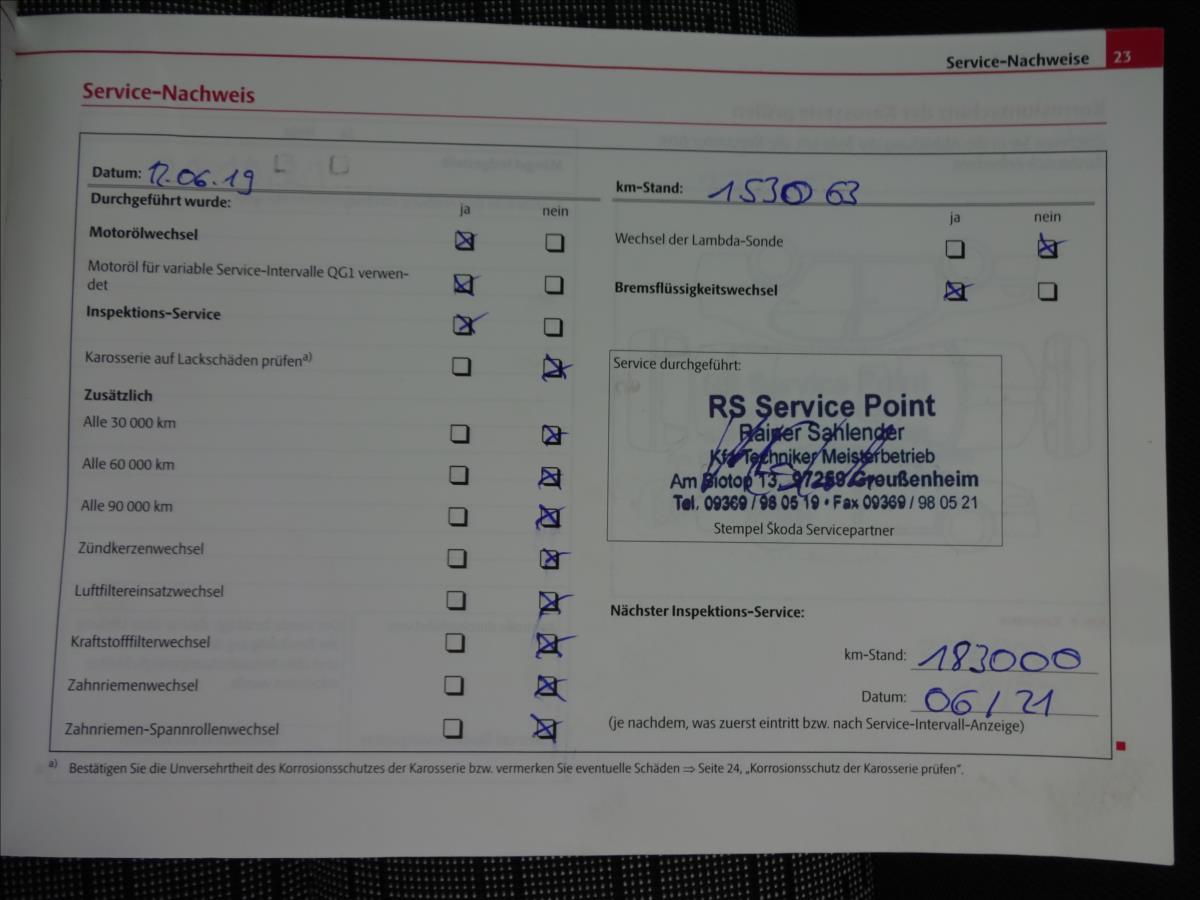 Service-Nachweise 23
Service-Nachweis
Datum: 12.06.19
Durchgeführt wurde:
ja nein
Motorölwechsel
Motoröl für variable Service-Intervalle QG1 verwen-
det
Inspektions-Service
Karosserie auf Lackschäden prüfen a)
Zusätzlich
Alle 30 000 km
Alle 60 000 km
Alle 90 000 km
Zündkerzenwechsel
Luftfiltereinsatzwechsel
Kraftstofffilterwechsel
Zahnriemenwechsel
Zahnriemen-Spannrollenwechsel
km-Stand: 153063
ja nein
Wechsel der Lambda-Sonde
Bremsflüssigkeitswechsel
Service durchgeführt:
RS Service Point
Rainer Sahlender
Kfz Techniker Meisterbetrieb
Am Biotop 13, 97259 Greußenheim
Tel. 09369 / 98 05 19 • Fax 09369 / 98 05 21
Stempel Škoda Servicepartner
Nächster Inspektions-Service:
km-Stand: 183000
Datum: 06/21
(je nachdem, was zuerst eintritt bzw. nach Service-Intervall-Anzeige)
a) Bestätigen Sie die Unversehrtheit des Korrosionsschutzes der Karosserie bzw. vermerken Sie eventuelle Schäden ⇒ Seite 24, „Korrosionsschutz der Karosserie prüfen“.